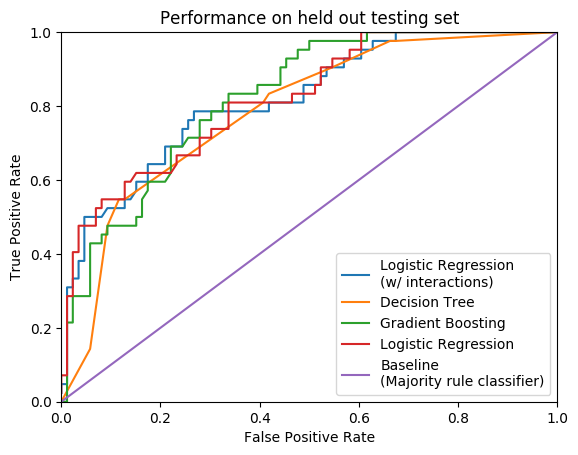 Performance on held out testing set
1.0
0.8
0.6
0.4
0.2
0.0
True Positive Rate
Logistic Regression
(w/ interactions)
Decision Tree
Gradient Boosting
Logistic Regression
Baseline
(Majority rule classifier)
0.0 0.2 0.4 0.6 0.8 1.0
False Positive Rate